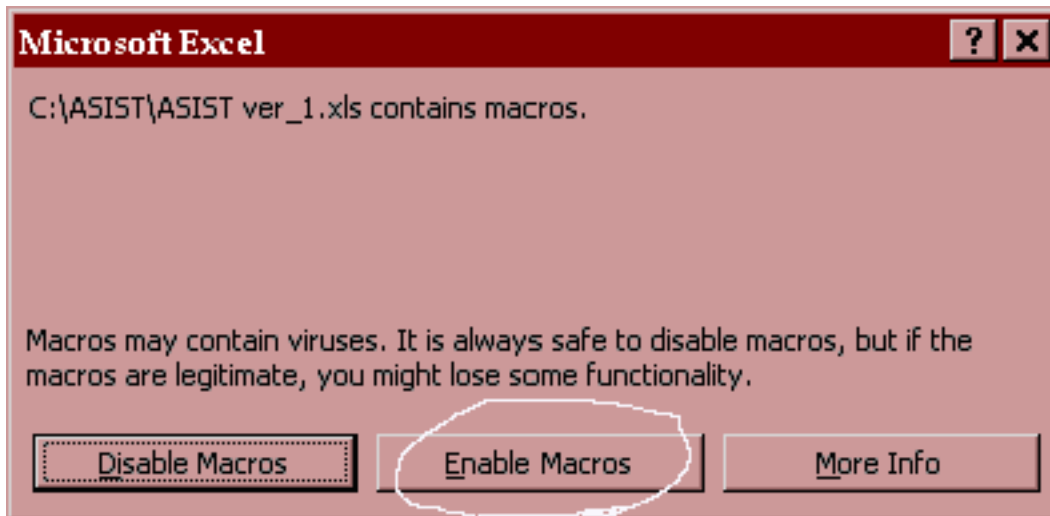 Microsoft Excel
C:\ASIST\ASIST ver_1.xls contains macros.
Macros may contain viruses. It is always safe to disable macros, but if the
macros are legitimate, you might lose some functionality.
Disable Macros Enable Macros More Info